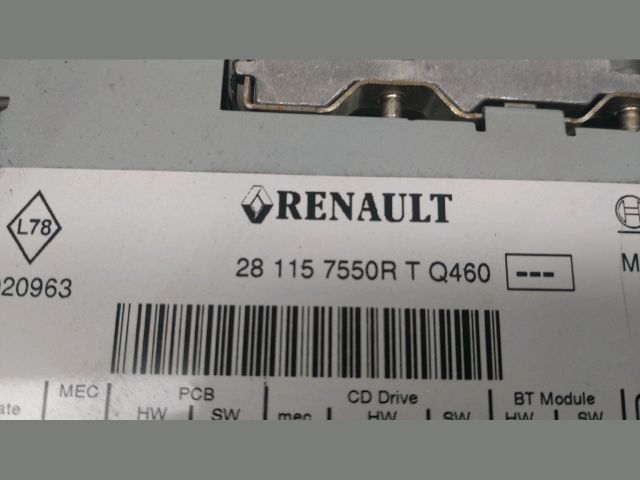 L78
RENAULT
28 115 7550R T Q460 ---
20963
MEC PCB CD Drive BT Module
ate HW SW mec HW SW HW SW